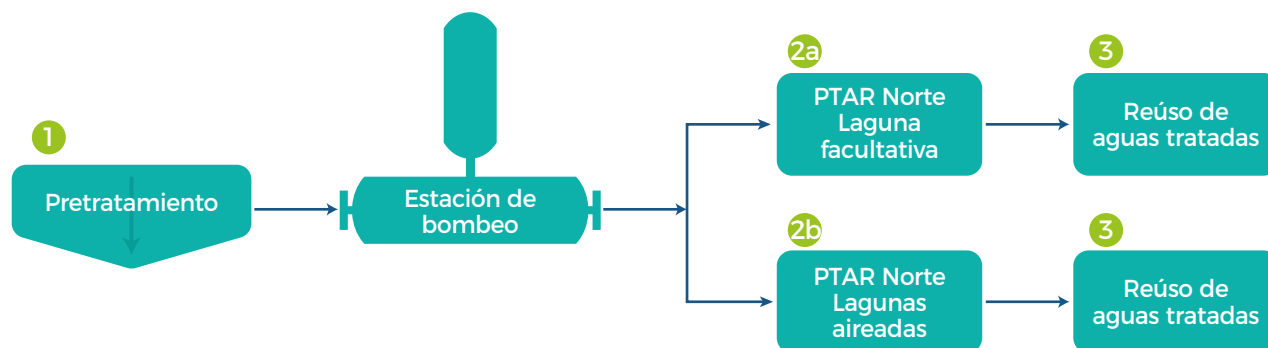 1
Pretratamiento
Estación de
bombeo
2a
PTAR Norte
Laguna
facultativa
3
Reúso de
aguas tratadas
2b
PTAR Norte
Lagunas
aireadas
3
Reúso de
aguas tratadas